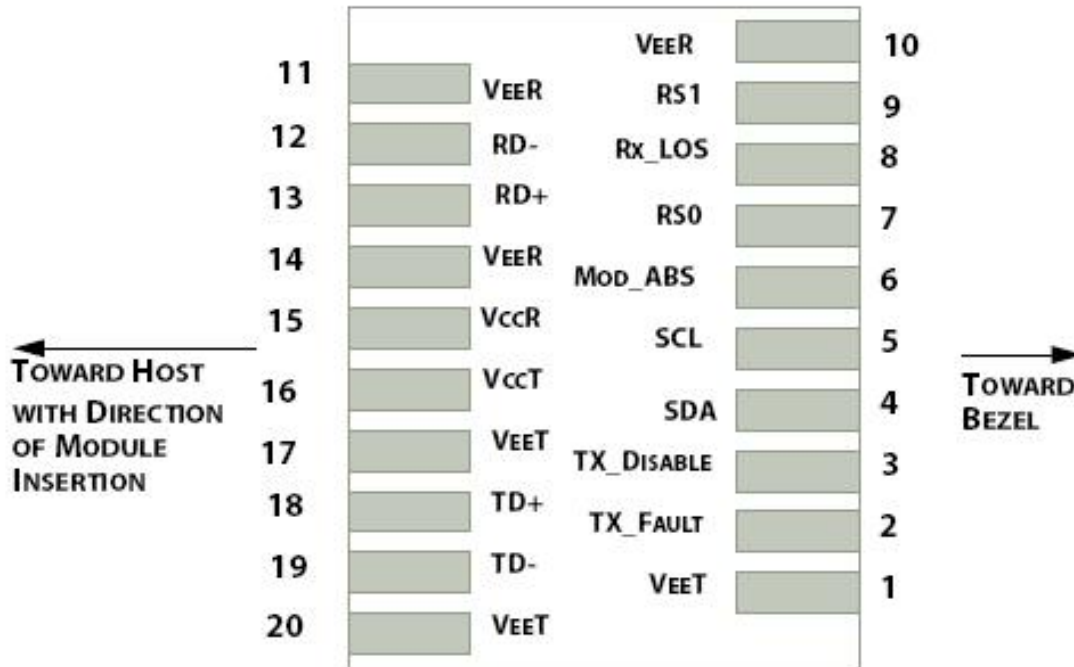 11 VEER
12 RD-
13 RD+
14 VEER
15 VCCR
16 VCCT
17 VEET
18 TD+
19 TD-
20 VEET
VEER 10
RS1 9
RX_LOS 8
RS0 7
MOD_ABS 6
SCL 5
SDA 4
TX_DISABLE 3
TX_FAULT 2
VEET 1
TOWARD HOST
WITH DIRECTION
OF MODULE
INSERTION
TOWARD
BEZEL